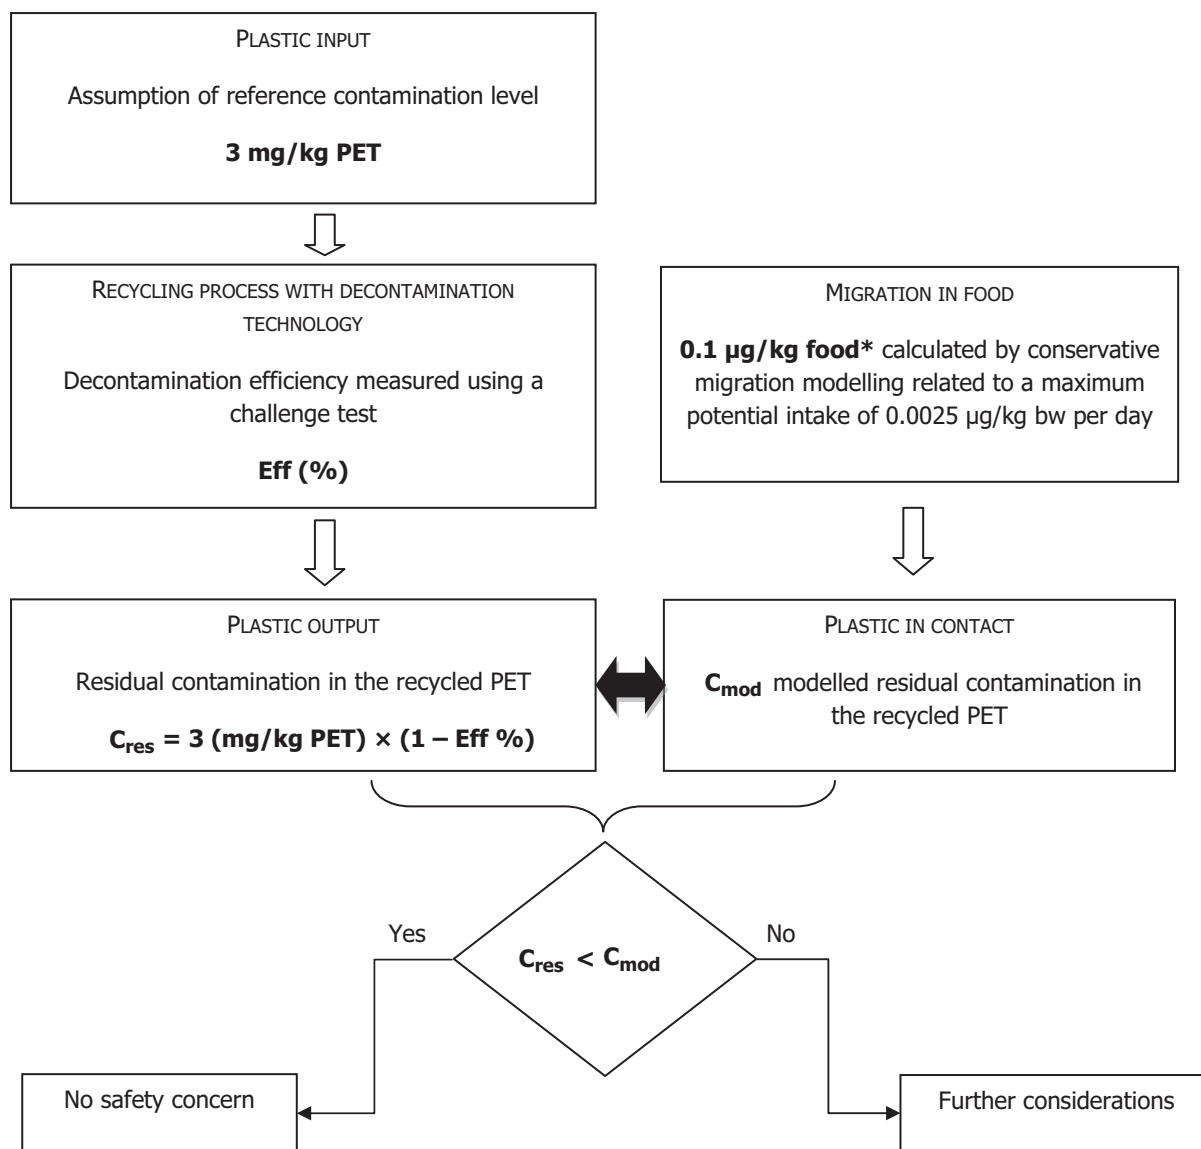 PLASTIC INPUT
Assumption of reference contamination level
3 mg/kg PET
RECYCLING PROCESS WITH DECONTAMINATION
TECHNOLOGY
Decontamination efficiency measured using a
challenge test
Eff (%)
MIGRATION IN FOOD
0.1 µg/kg food* calculated by conservative
migration modelling related to a maximum
potential intake of 0.0025 µg/kg bw per day
PLASTIC OUTPUT
Residual contamination in the recycled PET
Cres = 3 (mg/kg PET) × (1 – Eff %)
PLASTIC IN CONTACT
Cmod modelled residual contamination in
the recycled PET
Yes
No
Cres < Cmod
No safety concern
Further considerations